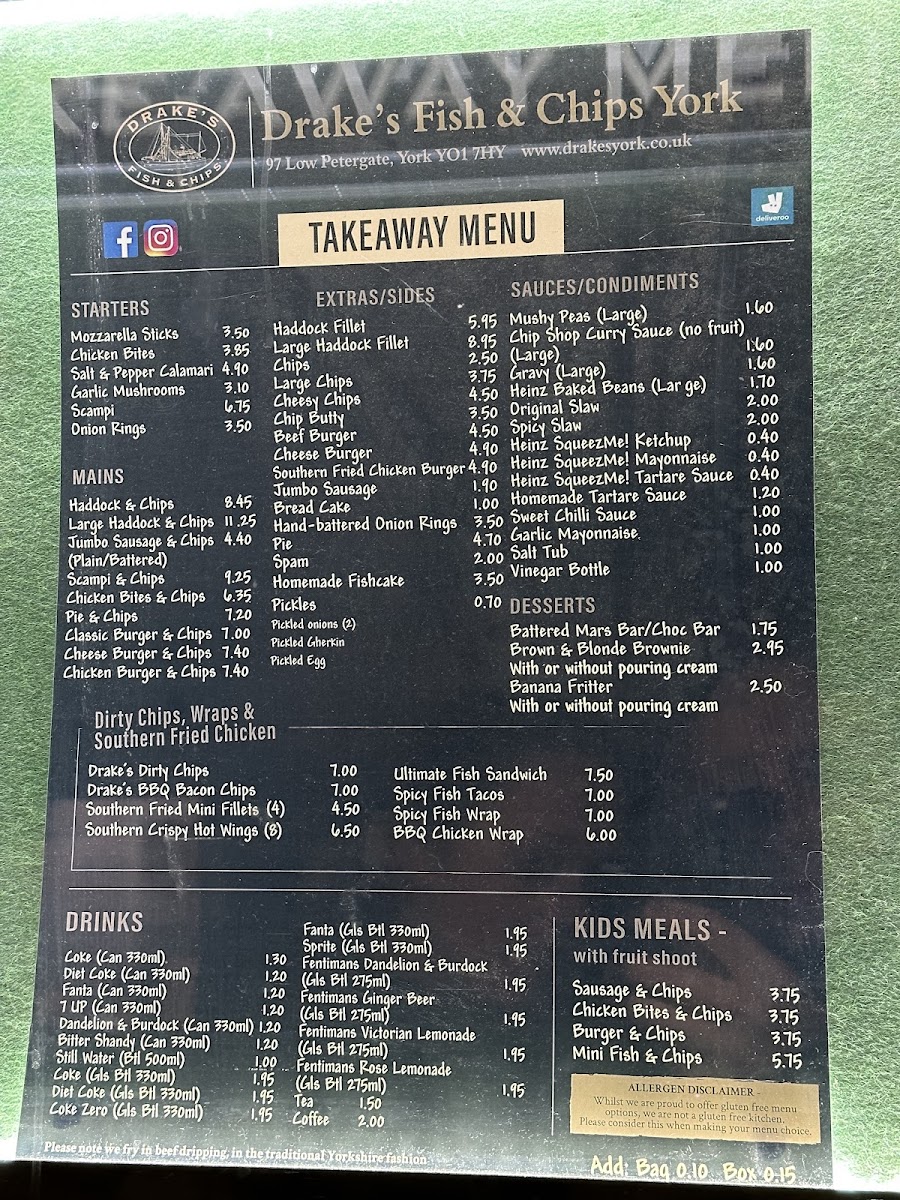 TAKE AWAY ME
DRAKE'S
FISH & CHIPS
Drake's Fish & Chips York
97 Low Petergate, York YO1 7HY www.drakesyork.co.uk
deliveroo
TAKEAWAY MENU
STARTERS
Mozzarella Sticks 3.50
Chicken Bites 3.85
Salt & Pepper Calamari 4.90
Garlic Mushrooms 3.10
Scampi 6.75
Onion Rings 3.50
MAINS
Haddock & Chips 8.45
Large Haddock & Chips 11.25
Jumbo Sausage & Chips 4.40
(Plain/Battered)
Scampi & Chips 9.25
Chicken Bites & Chips 6.35
Pie & Chips 7.20
Classic Burger & Chips 7.00
Cheese Burger & Chips 7.40
Chicken Burger & Chips 7.40
EXTRAS/SIDES
Haddock Fillet 5.95
Large Haddock Fillet 8.95
Chips 2.50
Large Chips 3.75
Cheesy Chips 4.50
Chip Butty 3.50
Beef Burger 4.50
Cheese Burger 4.90
Southern Fried Chicken Burger 4.90
Jumbo Sausage 1.90
Bread Cake 1.00
Hand-battered Onion Rings 3.50
Pie 4.70
Spam 2.00
Homemade Fishcake 3.50
Pickles 0.70
Pickled onions (2)
Pickled Gherkin
Pickled Egg
SAUCES/CONDIMENTS
Mushy Peas (Large) 1.60
Chip Shop Curry Sauce (no fruit)
(Large) 1.60
Gravy (Large) 1.60
Heinz Baked Beans (Lar ge) 1.70
Original Slaw 2.00
Spicy Slaw 2.00
Heinz SqueezMe! Ketchup 0.40
Heinz SqueezMe! Mayonnaise 0.40
Heinz SqueezMe! Tartare Sauce 0.40
Homemade Tartare Sauce 1.20
Sweet Chilli Sauce 1.00
Garlic Mayonnaise. 1.00
Salt Tub 1.00
Vinegar Bottle 1.00
DESSERTS
Battered Mars Bar/Choc Bar 1.75
Brown & Blonde Brownie 2.95
With or without pouring cream
Banana Fritter 2.50
With or without pouring cream
Dirty Chips, Wraps &
Southern Fried Chicken
Drake's Dirty Chips 7.00
Drake's BBQ Bacon Chips 7.00
Southern Fried Mini Fillets (4) 4.50
Southern Crispy Hot Wings (8) 6.50
Ultimate Fish Sandwich 7.50
Spicy Fish Tacos 7.00
Spicy Fish Wrap 7.00
BBQ Chicken Wrap 6.00
DRINKS
Coke (Can 330ml) 1.30
Diet Coke (Can 330ml) 1.20
Fanta (Can 330ml) 1.20
7 UP (Can 330ml) 1.20
Dandelion & Burdock (Can 330ml) 1.20
Bitter Shandy (Can 330ml) 1.20
Still Water (Btl 500ml) 1.00
Coke (Gls Btl 330ml) 1.95
Diet Coke (Gls Btl 330ml) 1.95
Coke Zero (Gls Btl 330ml) 1.95
Fanta (Gls Btl 330ml) 1.95
Sprite (Gls Btl 330ml) 1.95
Fentimans Dandelion & Burdock
(Gls Btl 275ml) 1.95
Fentimans Ginger Beer
(Gls Btl 275ml) 1.95
Fentimans Victorian Lemonade
(Gls Btl 275ml) 1.95
Fentimans Rose Lemonade
(Gls Btl 275ml) 1.95
Tea 1.50
Coffee 2.00
KIDS MEALS -
with fruit shoot
Sausage & Chips 3.75
Chicken Bites & Chips 3.75
Burger & Chips 3.75
Mini Fish & Chips 5.75
ALLERGEN DISCLAIMER -
Whilst we are proud to offer gluten free menu
options, we are not a gluten free kitchen.
Please consider this when making your menu choice.
Please note we fry in beef dripping, in the traditional Yorkshire fashion
Add: Bag 0.10 Box 0.15